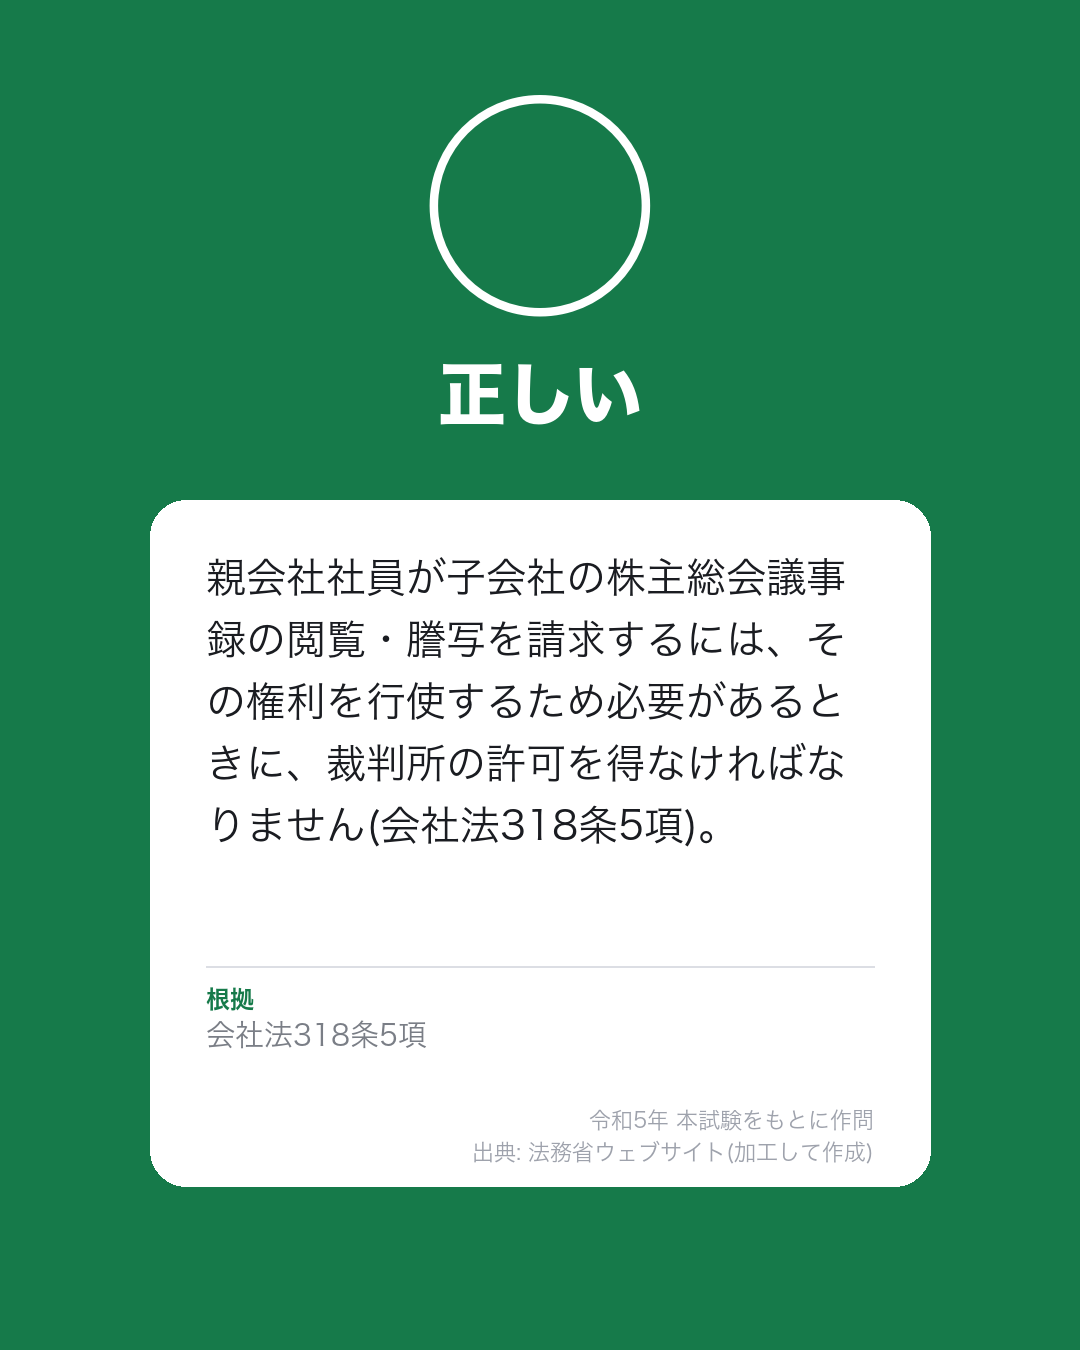 正しい
親会社社員が子会社の株主総会議事
録の閲覧・謄写を請求するには、そ
の権利を行使するため必要があると
きに、裁判所の許可を得なければな
りません(会社法318条5項)。
根拠
会社法318条5項
令和5年 本試験をもとに作問
出典: 法務省ウェブサイト(加工して作成)